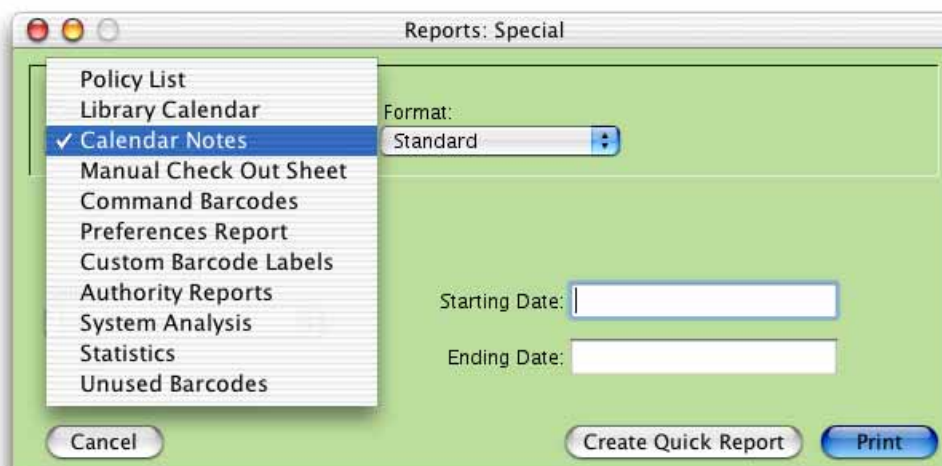 Reports: Special
Policy List
Library Calendar
✓ Calendar Notes
Manual Check Out Sheet
Command Barcodes
Preferences Report
Custom Barcode Labels
Authority Reports
System Analysis
Statistics
Unused Barcodes
Format:
Standard
Starting Date:
Ending Date:
Cancel
Create Quick Report
Print